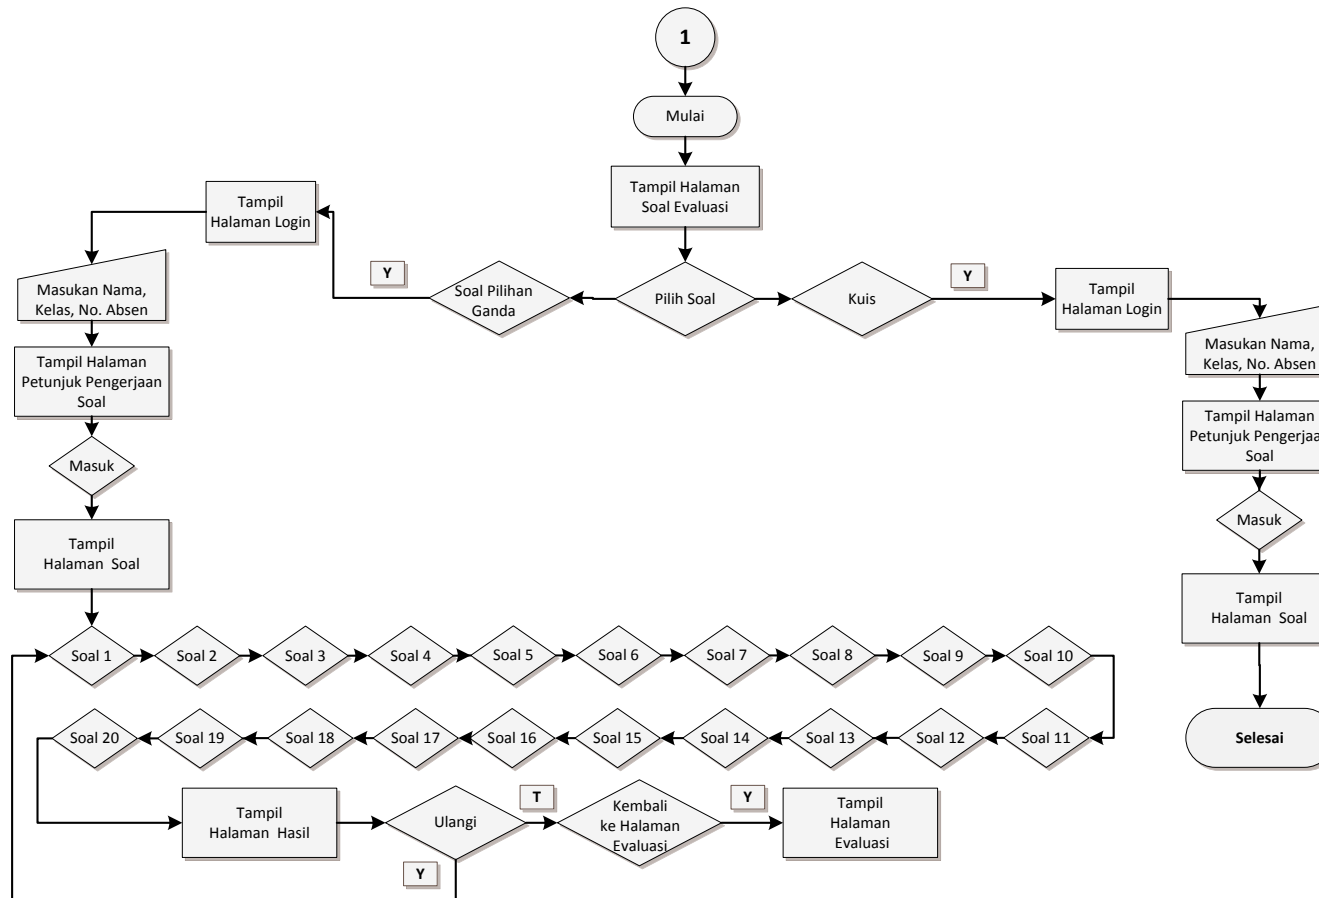 1
Mulai
Tampil Halaman
Soal Evaluasi
Tampil
Halaman Login
Y
Soal Pilihan
Ganda
Pilih Soal
Kuis
Y
Tampil
Halaman Login
Masukan Nama,
Kelas, No. Absen
Tampil Halaman
Petunjuk Pengerjaan
Soal
Masuk
Tampil
Halaman Soal
Masukan Nama,
Kelas, No. Absen
Tampil Halaman
Petunjuk Pengerjaa
Soal
Masuk
Tampil
Halaman Soal
Selesai
Soal 1
Soal 2
Soal 3
Soal 4
Soal 5
Soal 6
Soal 7
Soal 8
Soal 9
Soal 10
Soal 20
Soal 19
Soal 18
Soal 17
Soal 16
Soal 15
Soal 14
Soal 13
Soal 12
Soal 11
Tampil
Halaman Hasil
Ulangi
T
Y
Kembali
ke Halaman
Evaluasi
Y
Tampil
Halaman
Evaluasi